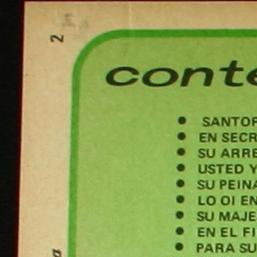 2
conte
SANTOR
EN SECR
SU ARRE
USTED Y
SU PEINA
LO OI EN
SU MAJE
EN EL FI
PARA SU